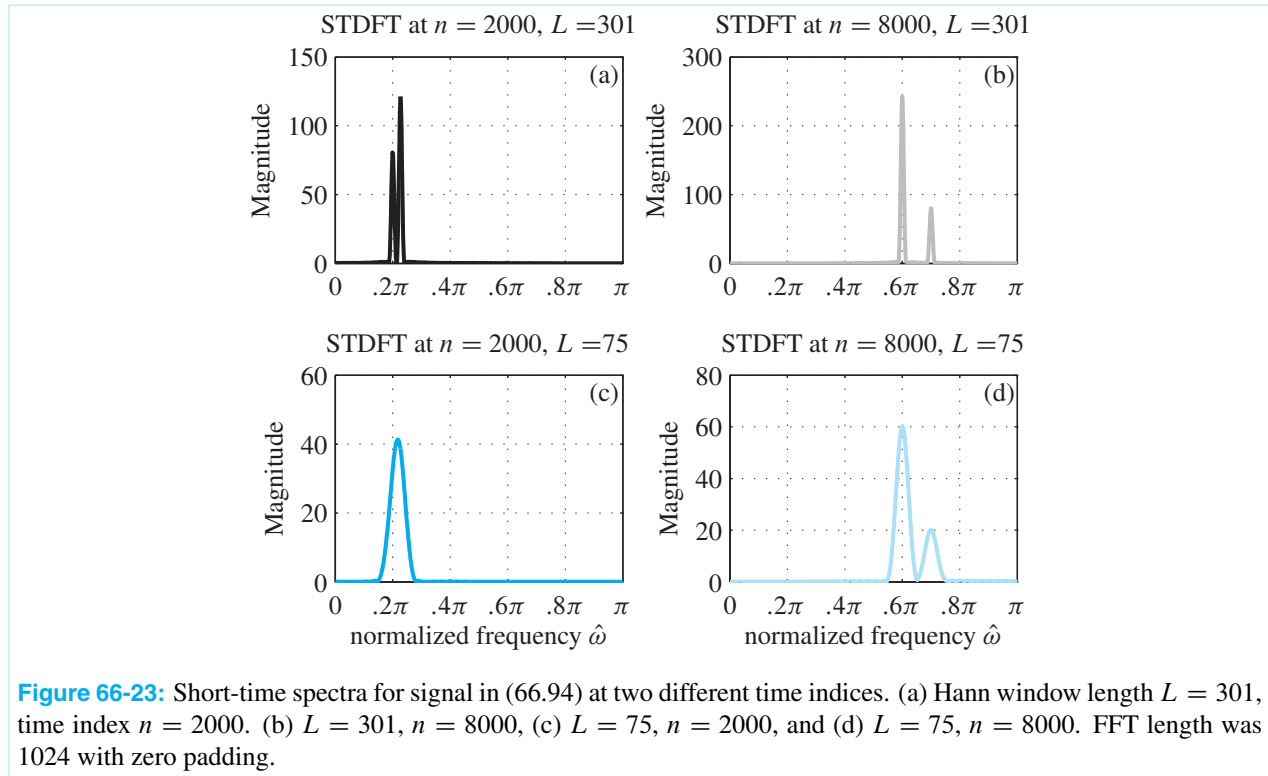 STDFT at n = 2000, L =301
150
100
50
0
Magnitude
(a)
0 .2π .4π .6π .8π π
STDFT at n = 8000, L =301
300
200
100
0
Magnitude
(b)
0 .2π .4π .6π .8π π
STDFT at n = 2000, L =75
60
40
20
0
Magnitude
(c)
0 .2π .4π .6π .8π π
normalized frequency ω̂
STDFT at n = 8000, L =75
80
60
40
20
0
Magnitude
(d)
0 .2π .4π .6π .8π π
normalized frequency ω̂
Figure 66-23: Short-time spectra for signal in (66.94) at two different time indices. (a) Hann window length L = 301,
time index n = 2000. (b) L = 301, n = 8000, (c) L = 75, n = 2000, and (d) L = 75, n = 8000. FFT length was
1024 with zero padding.